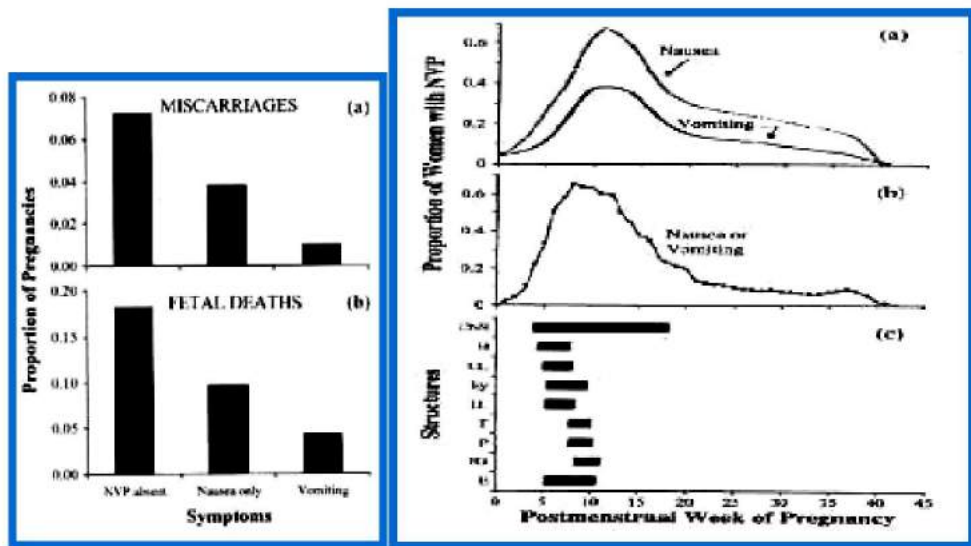 MISCARRIAGES
(a)
0.08
0.06
0.04
0.02
0.00
FETAL DEATHS
(b)
0.20
0.15
0.10
0.05
0.00
Proportion of Pregnancies
NVP absent
Nausea only
Vomiting
Symptoms
(a)
0.6
0.4
0.2
0
Nausea
Vomiting
Proportion of Women with NVP
(b)
0.6
0.4
0.2
0
Nausea or
Vomiting
(c)
Structures
T
P
0
5
10
15
20
25
30
35
40
45
Postmenstrual Week of Pregnancy